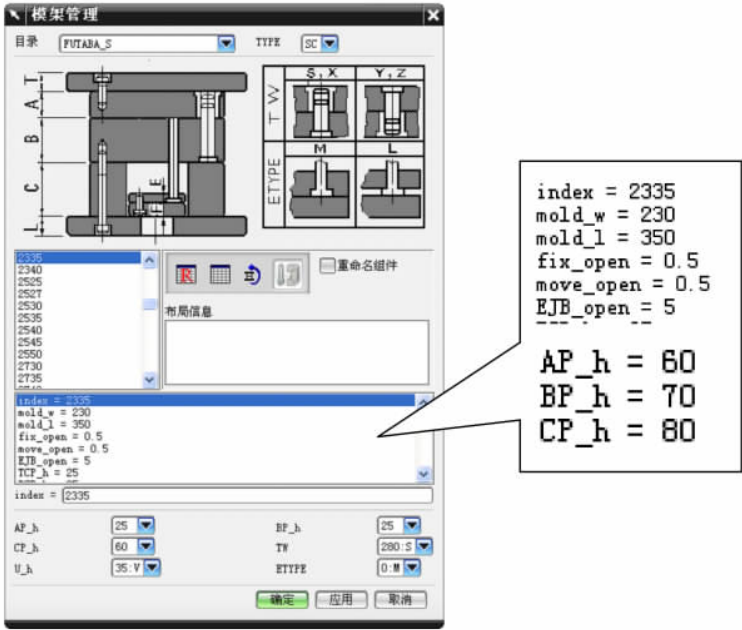 模架管理
目录 FUTABA_S TYPE SC
S,X Y,Z
T W
M L
ETYPE
T
A
B
C
L
E
F
2335
2340
2525
2527
2530
2535
2540
2545
2550
2730
2735
重命名组件
布局信息
index = 2335
mold_w = 230
mold_l = 350
fix_open = 0.5
move_open = 0.5
EJB_open = 5
TCP_h = 25
index = 2335
AP_h 25 BP_h 25
CP_h 60 TW 280:S
U_h 35:V ETYPE 0:M
确定 应用 取消
index = 2335
mold_w = 230
mold_l = 350
fix_open = 0.5
move_open = 0.5
EJB_open = 5
AP_h = 60
BP_h = 70
CP_h = 80